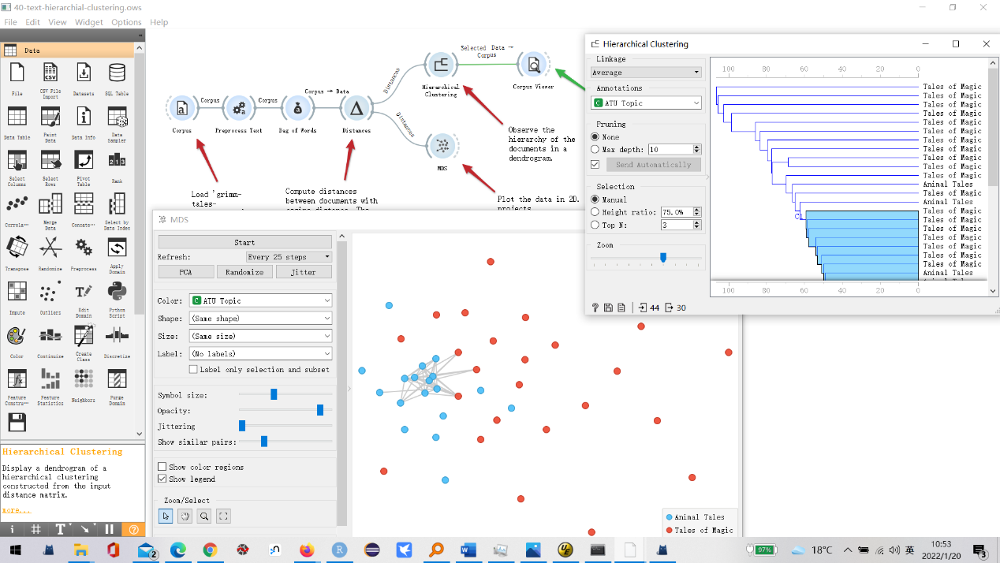 40-text-hierarchial-clustering.ows
File Edit View Widget Options Help
Data
File
CSV File Import
Datasets
SQL Table
Data Table
Paint Data
Data Info
Data Sampler
Select Columns
Select Rows
Pivot Table
Rank
Correla⋯
Merge Data
Concate⋯
Select by Data Index
Transpose
Randomize
Preprocess
Apply Domain
Impute
Outliers
Edit Domain
Python Script
Color
Continuize
Create Class
Discretize
Feature Constru⋯
Feature Statistics
Neighbors
Purge Domain
Hierarchical Clustering
Display a dendrogram of a
hierarchical clustering
constructed from the input
distance matrix.
more...
Corpus
Corpus
Preprocess Text
Corpus
Bag of Words
Corpus → Data
Distances
Distances
Distances
Hierarchical
Clustering
Selected Data →
Corpus
Corpus Viewer
MDS
Load 'grimm-
tales-
Compute distances
between documents with
Observe the
hierarchy of the
documents in a
dendrogram.
Plot the data in 2D.
MDS
Start
Refresh: Every 25 steps
PCA Randomize Jitter
Color: C ATU Topic
Shape: (Same shape)
Size: (Same size)
Label: (No labels)
Label only selection and subset
Symbol size:
Opacity:
Jittering
Show similar pairs:
Show color regions
Show legend
Zoom/Select
Animal Tales
Tales of Magic
Hierarchical Clustering
Linkage
Average
Annotations
C ATU Topic
Pruning
None
Max depth: 10
Send Automatically
Selection
Manual
Height ratio: 75.0%
Top N: 3
Zoom
44 30
100 80 60 40 20 0
Tales of Magic
Tales of Magic
Tales of Magic
Tales of Magic
Tales of Magic
Tales of Magic
Tales of Magic
Tales of Magic
Tales of Magic
Tales of Magic
Tales of Magic
Animal Tales
Tales of Magic
Animal Tales
Tales of Magic
Tales of Magic
Tales of Magic
Tales of Magic
Tales of Magic
Tales of Magic
Tales of Magic
Animal Tales
100 80 60 40 20 0
97%
18°C
英
10:53
2022/1/20
2
3